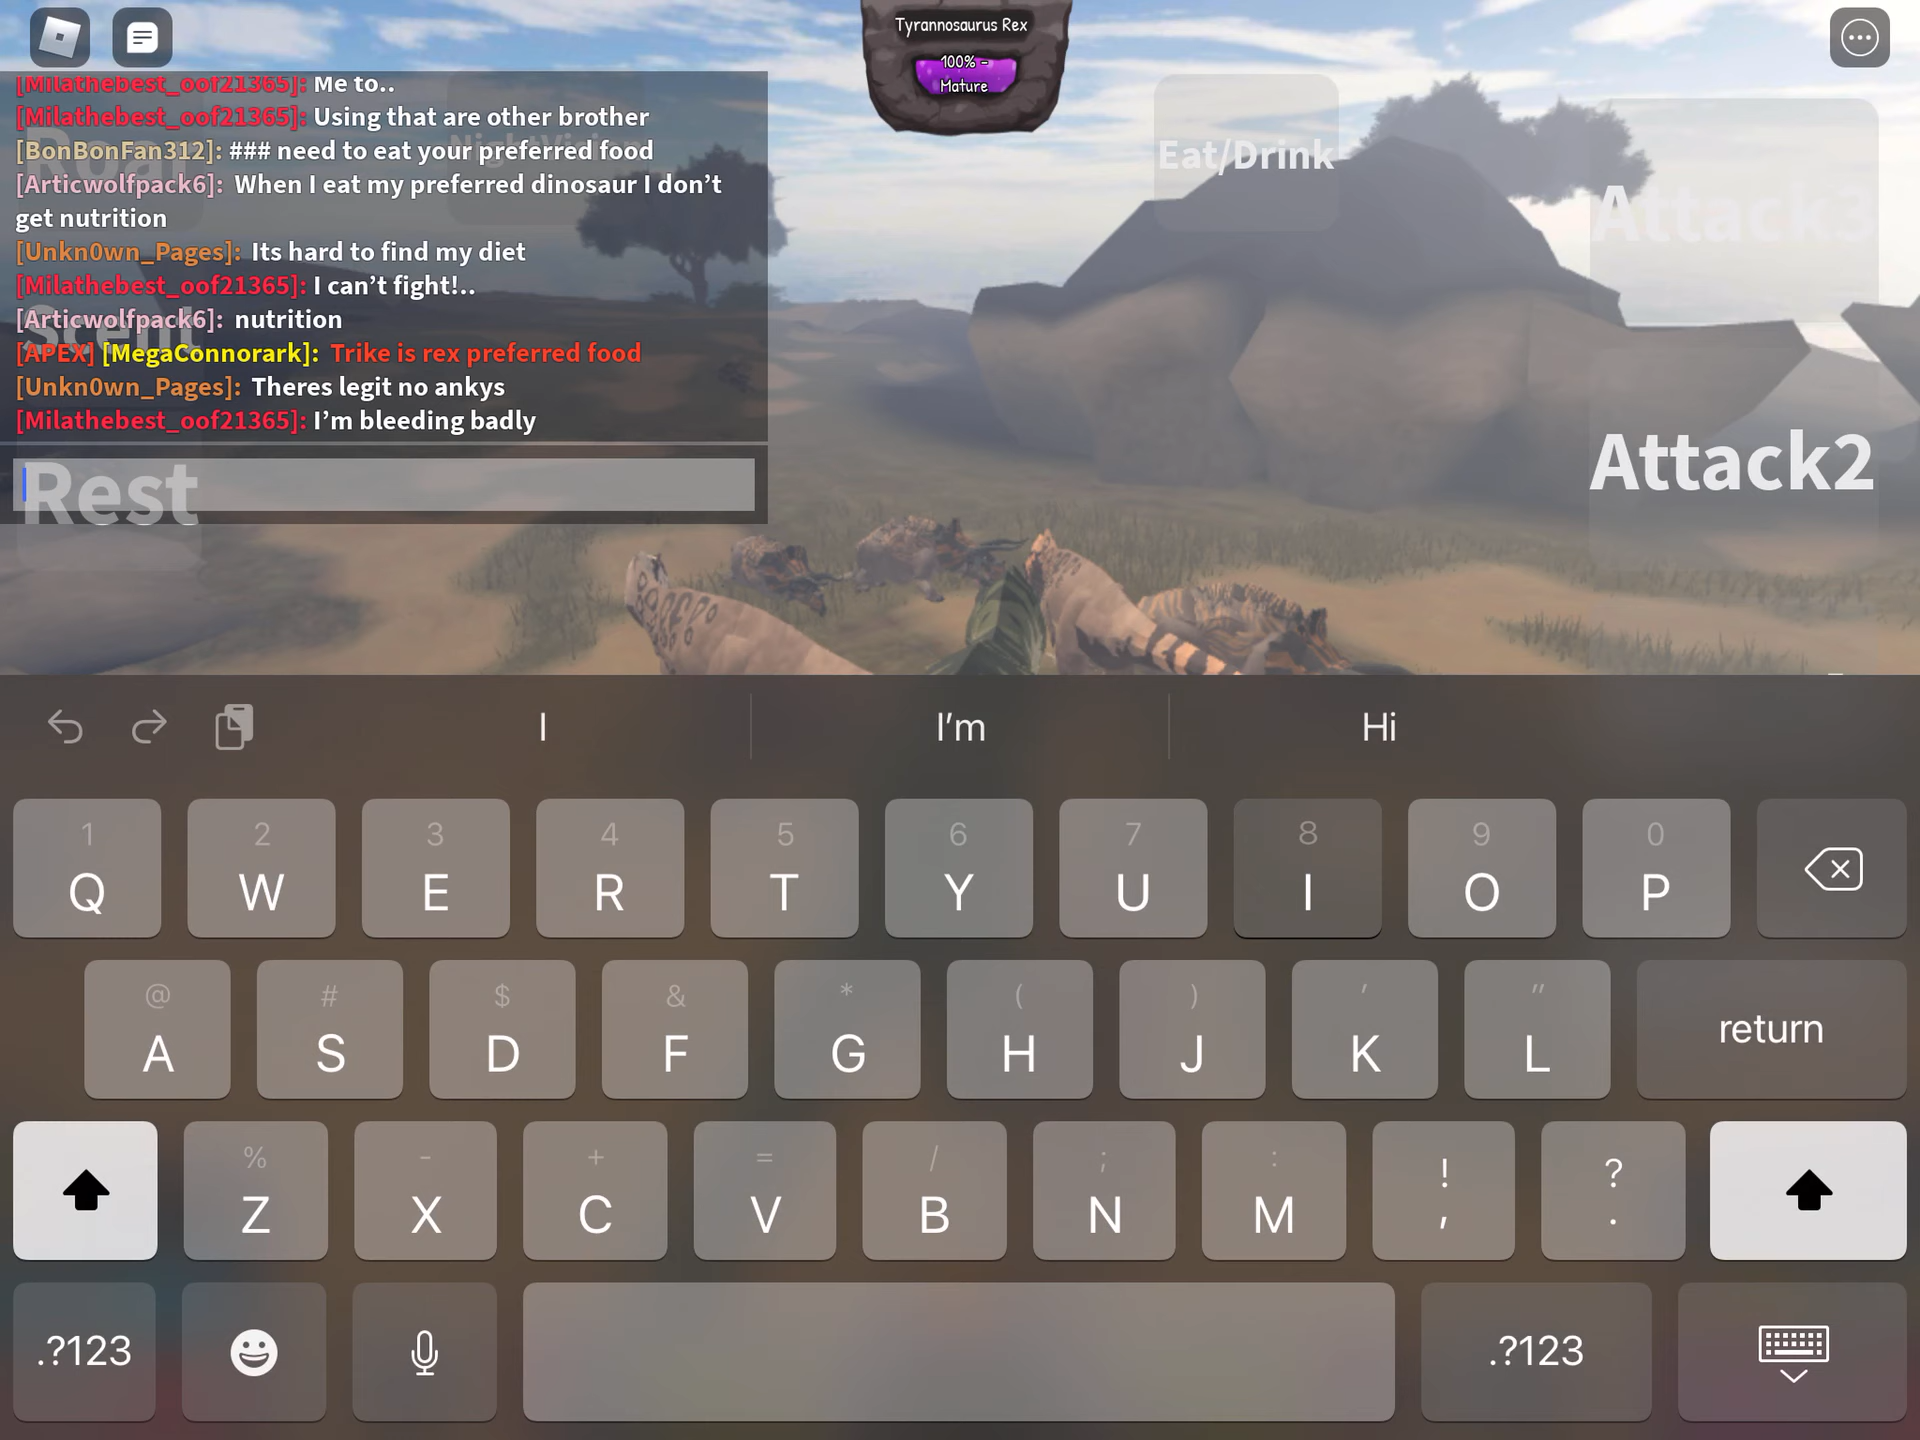 Tyrannosaurus Rex
100% -
Mature
[Milathebest_oof21365]: Me to..
[Milathebest_oof21365]: Using that are other brother
[BonBonFan312]: ### need to eat your preferred food
[Articwolfpack6]: When I eat my preferred dinosaur I don't
get nutrition
[Unkn0wn_Pages]: Its hard to find my diet
[Milathebest_oof21365]: I can't fight!..
[Articwolfpack6]: nutrition
[APEX] [MegaConnorark]: Trike is rex preferred food
[Unkn0wn_Pages]: Theres legit no ankys
[Milathebest_oof21365]: I'm bleeding badly
Roar
NightVision
Eat/Drink
Attack3
Scent
Rest
Attack2
I
I'm
Hi
1 2 3 4 5 6 7 8 9 0
Q W E R T Y U I O P
@ # $ & * ( ) ' "
A S D F G H J K L return
% - + = / ; : ! ?
Z X C V B N M , .
.?123 .?123